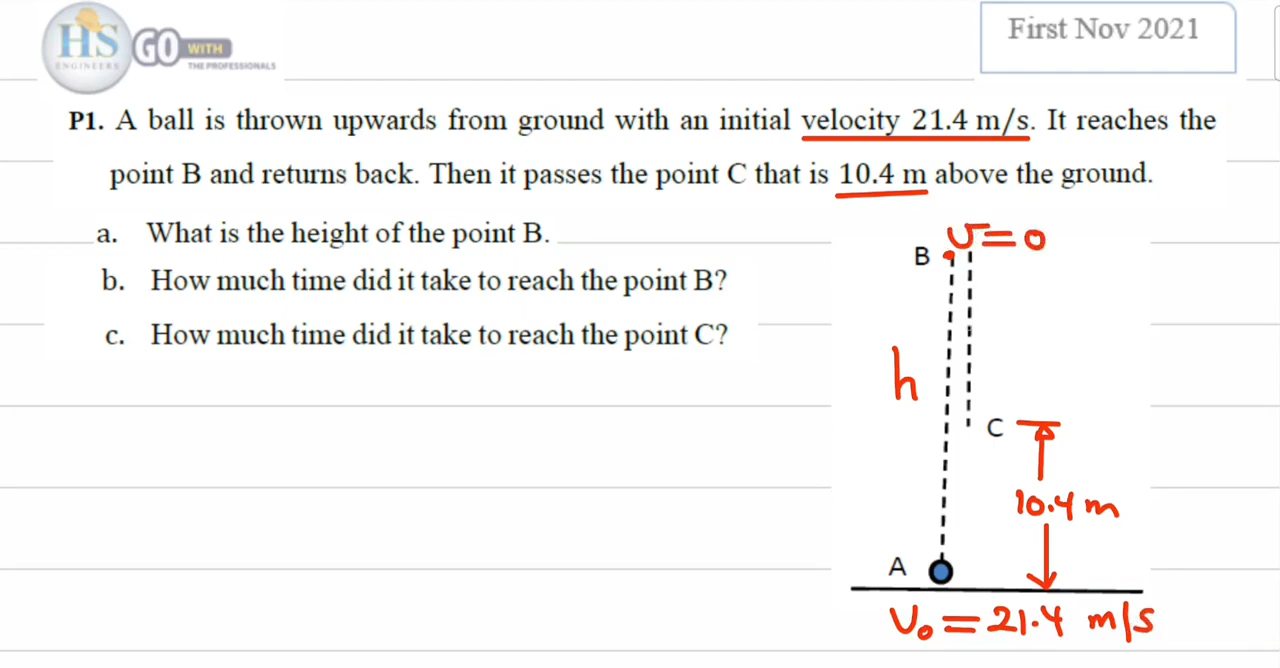 HS
ENGINEERS
GO WITH
THE PROFESSIONALS
First Nov 2021
P1. A ball is thrown upwards from ground with an initial velocity 21.4 m/s. It reaches the
point B and returns back. Then it passes the point C that is 10.4 m above the ground.
a. What is the height of the point B.
b. How much time did it take to reach the point B?
c. How much time did it take to reach the point C?
B
v=0
h
C
10.4 m
A
v₀=21.4 m/s